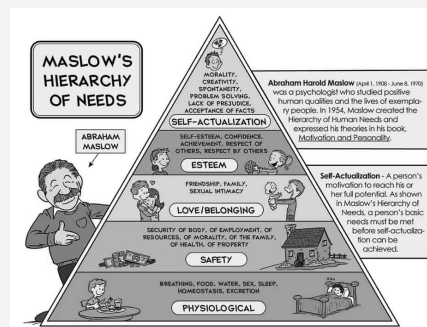 MASLOW'S
HIERARCHY
OF NEEDS
ABRAHAM
MASLOW
MORALITY,
CREATIVITY,
SPONTANEITY,
PROBLEM SOLVING,
LACK OF PREJUDICE,
ACCEPTANCE OF FACTS
SELF-ACTUALIZATION
SELF-ESTEEM, CONFIDENCE,
ACHIEVEMENT, RESPECT OF
OTHERS, RESPECT BY OTHERS
ESTEEM
FRIENDSHIP, FAMILY,
SEXUAL INTIMACY
LOVE/BELONGING
SECURITY OF BODY, OF EMPLOYMENT, OF
RESOURCES, OF MORALITY, OF THE FAMILY,
OF HEALTH, OF PROPERTY
SAFETY
BREATHING, FOOD, WATER, SEX, SLEEP,
HOMEOSTASIS, EXCRETION
PHYSIOLOGICAL
Abraham Harold Maslow (April 1, 1908 - June 8, 1970)
was a psychologist who studied positive
human qualities and the lives of exempla-
ry people. In 1954, Maslow created the
Hierarchy of Human Needs and
expressed his theories in his book,
Motivation and Personality.
Self-Actualization - A person's
motivation to reach his or
her full potential. As shown
in Maslow's Hierarchy of
Needs, a person's basic
needs must be met
before self-actualiza-
tion can be
achieved.